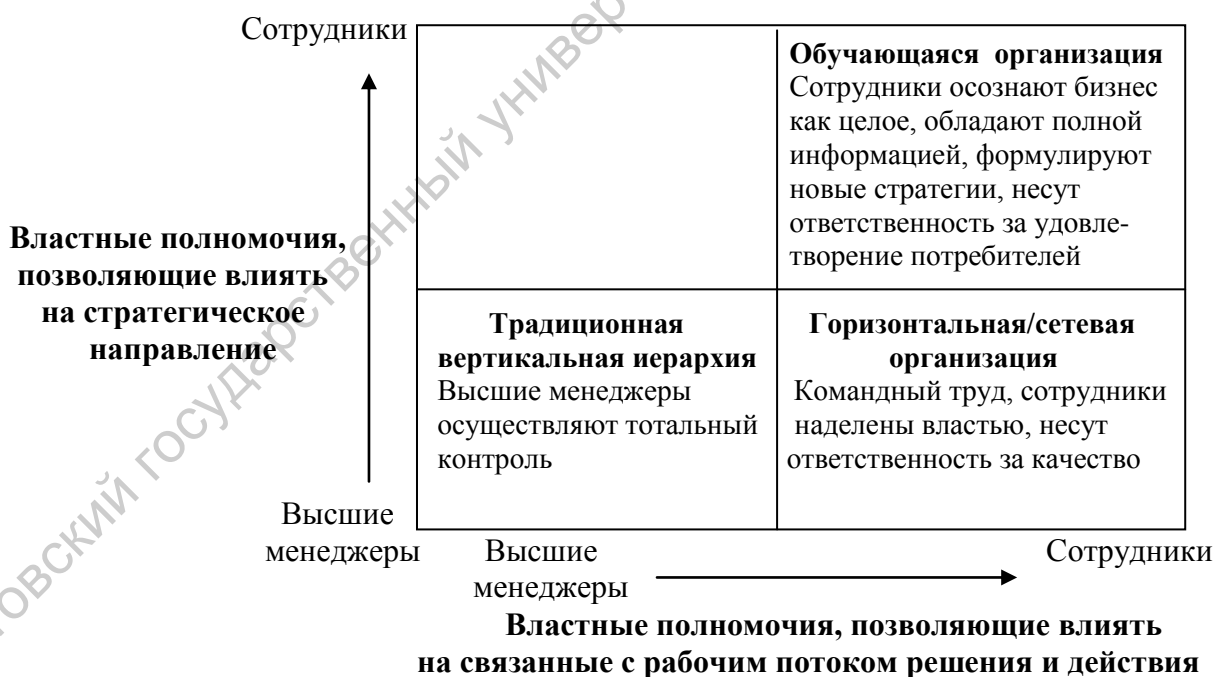 Сотрудники
Обучающаяся организация
Сотрудники осознают бизнес
как целое, обладают полной
информацией, формулируют
новые стратегии, несут
ответственность за удовле-
творение потребителей
Властные полномочия,
позволяющие влиять
на стратегическое
направление
Традиционная
вертикальная иерархия
Высшие менеджеры
осуществляют тотальный
контроль
Горизонтальная/сетевая
организация
Командный труд, сотрудники
наделены властью, несут
ответственность за качество
Высшие
менеджеры
Высшие
менеджеры
Сотрудники
Властные полномочия, позволяющие влиять
на связанные с рабочим потоком решения и действия
государственный